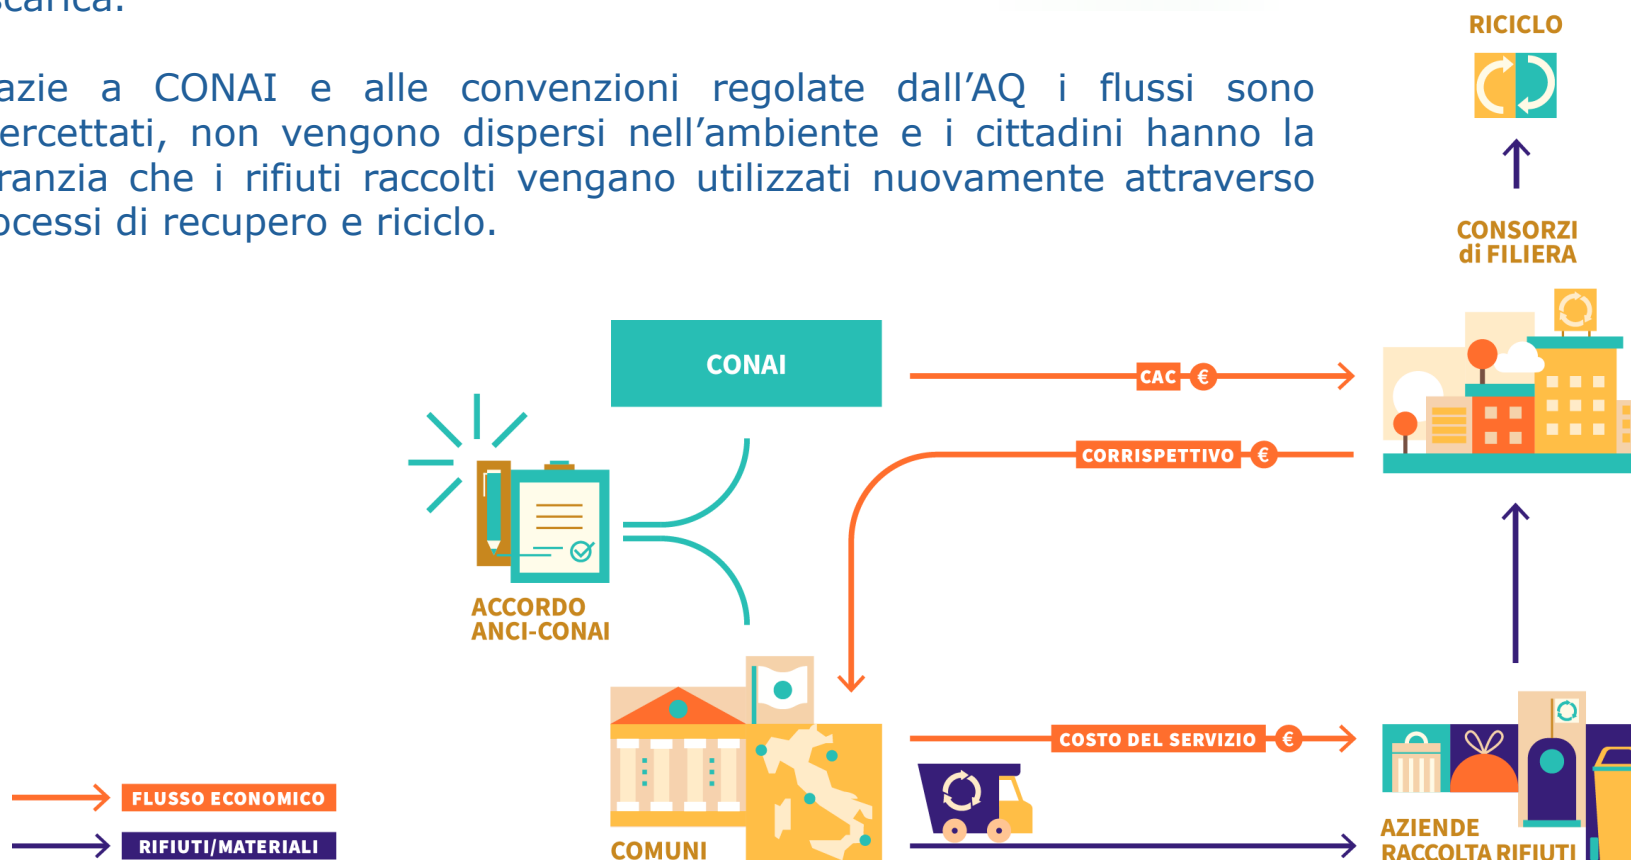 scarica.
azie a CONAI e alle convenzioni regolate dall’AQ i flussi sono
ercettati, non vengono dispersi nell’ambiente e i cittadini hanno la
ranzia che i rifiuti raccolti vengano utilizzati nuovamente attraverso
ocessi di recupero e riciclo.
RICICLO
CONSORZI
di FILIERA
CONAI
CAC €
CORRISPETTIVO €
ACCORDO
ANCI-CONAI
COSTO DEL SERVIZIO €
FLUSSO ECONOMICO
RIFIUTI/MATERIALI
COMUNI
AZIENDE
RACCOLTA RIFIUTI